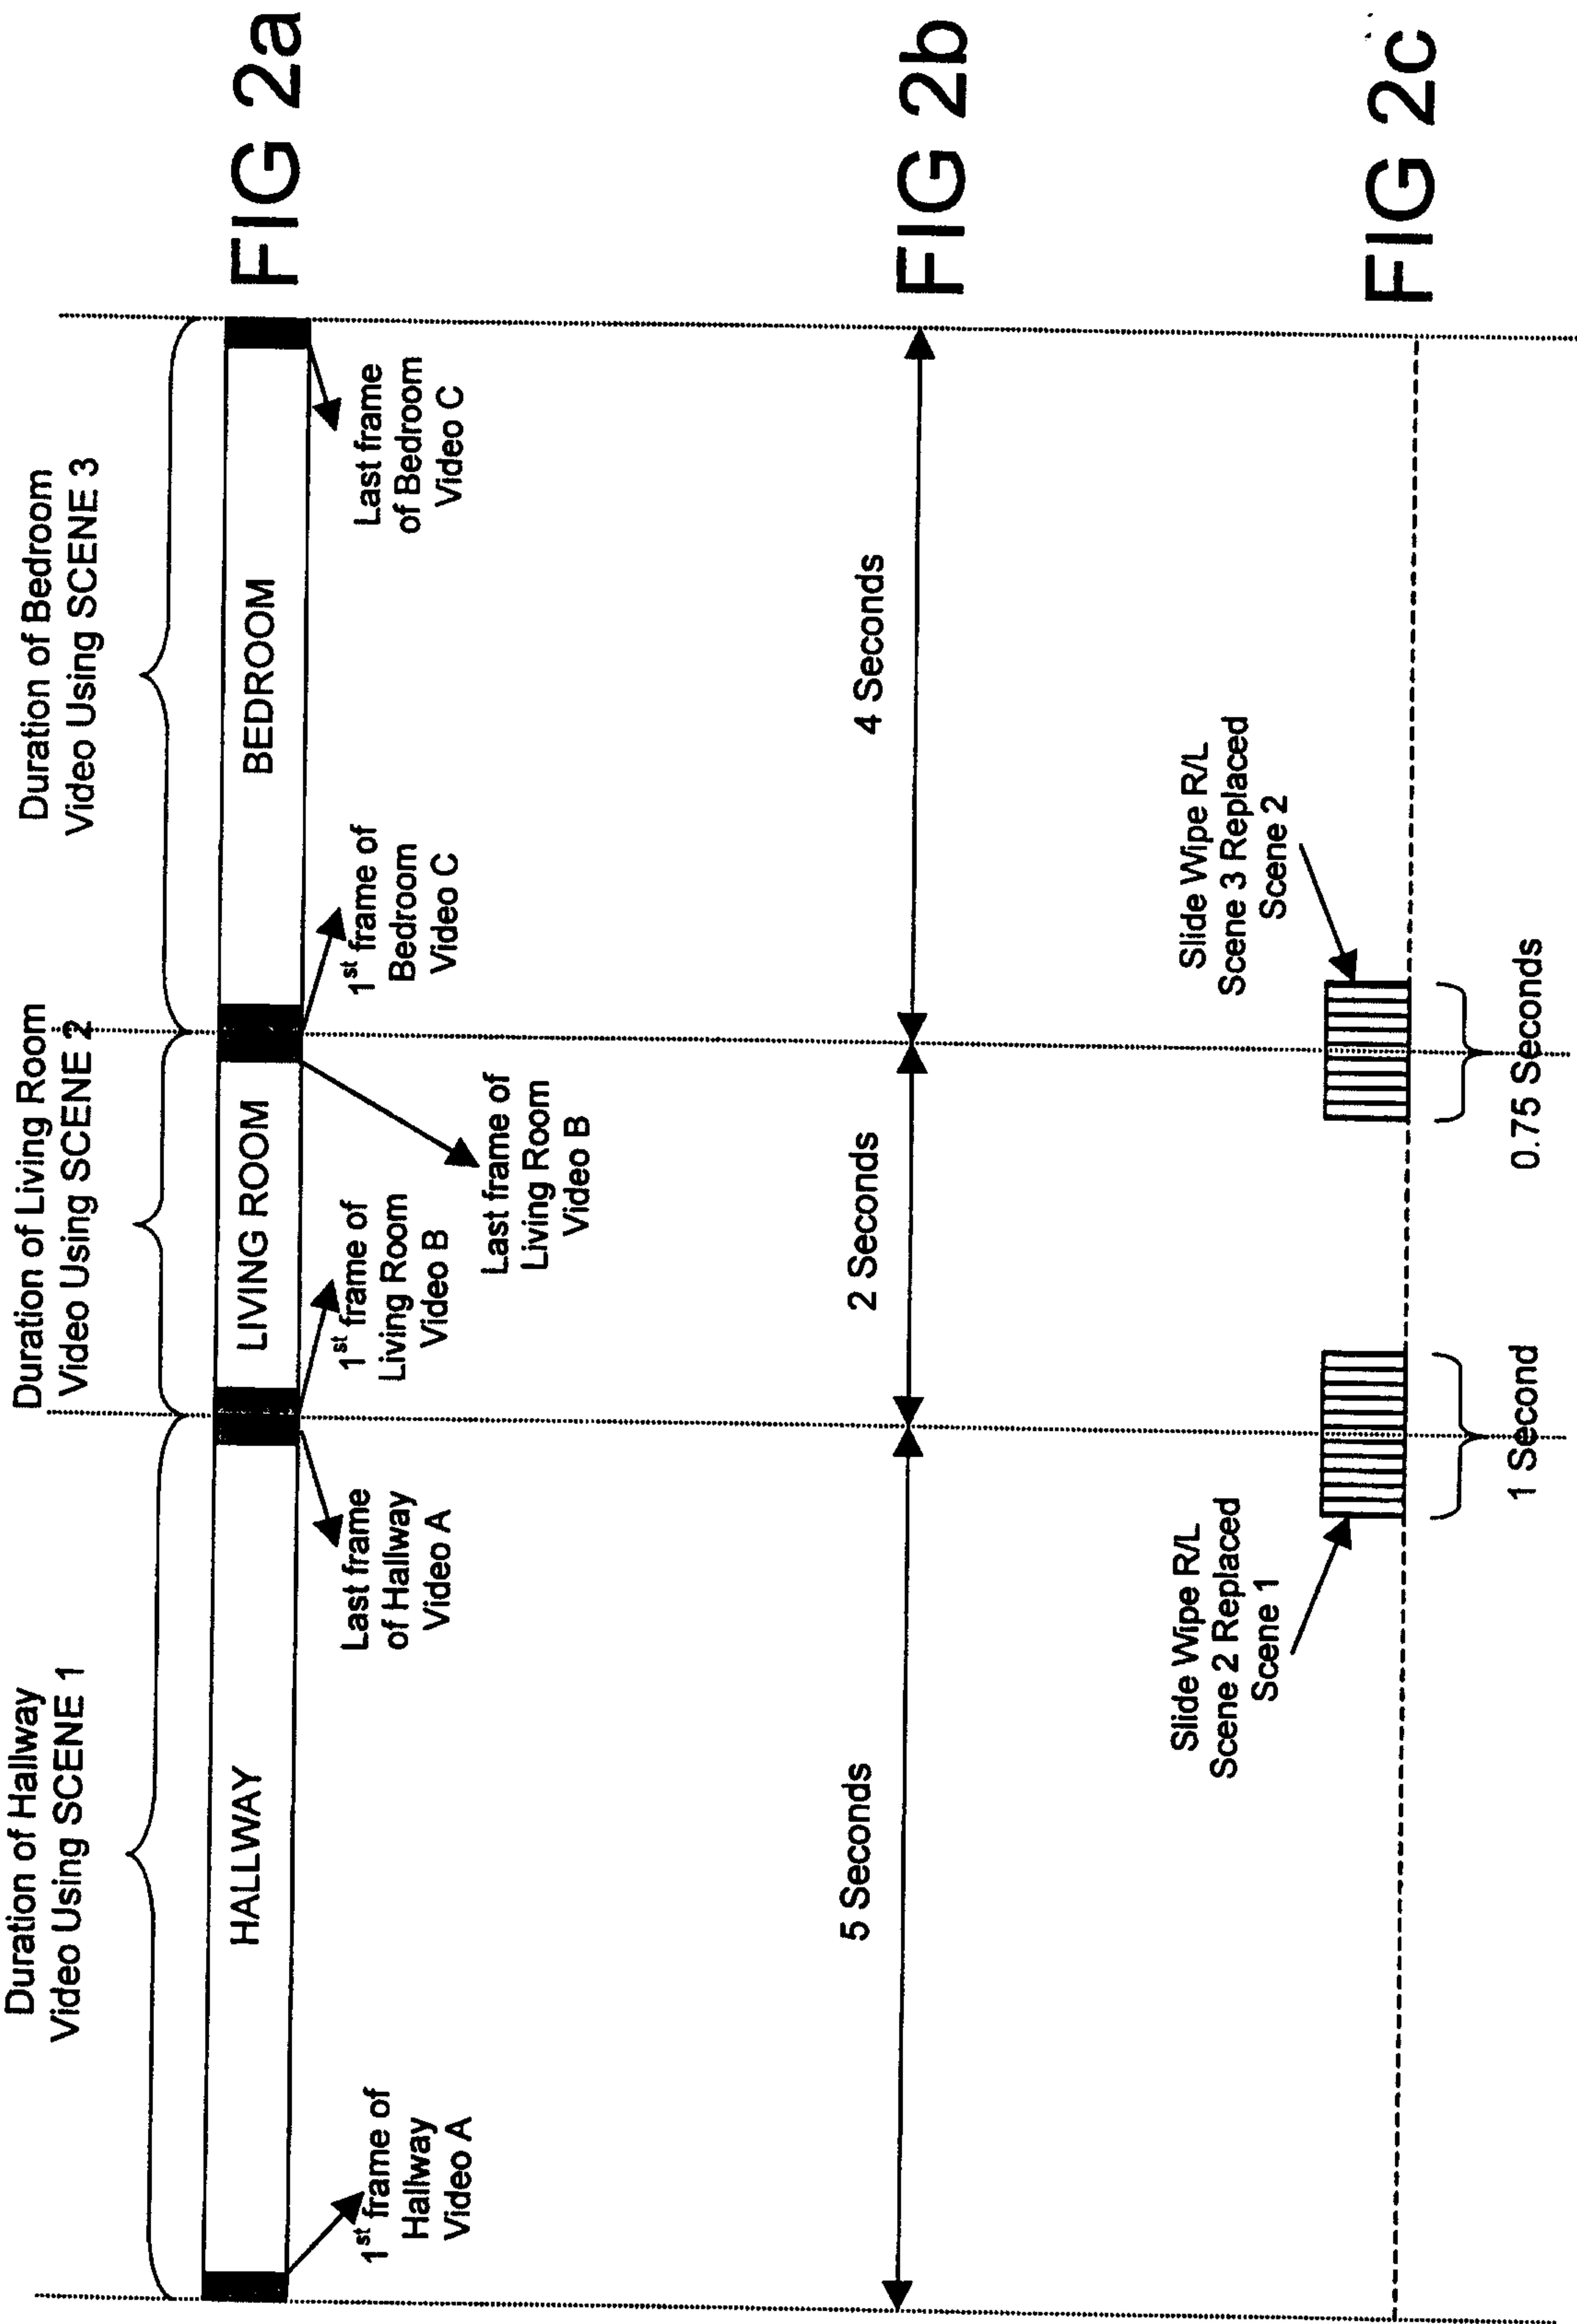 Duration of Hallway
Video Using SCENE 1
Duration of Living Room
Video Using SCENE 2
Duration of Bedroom
Video Using SCENE 3
HALLWAY
LIVING ROOM
BEDROOM
FIG 2a
1st frame of
Hallway
Video A
Last frame
of Hallway
Video A
1st frame of
Living Room
Video B
Last frame of
Living Room
Video B
1st frame of
Bedroom
Video C
Last frame
of Bedroom
Video C
5 Seconds
2 Seconds
4 Seconds
FIG 2b
Slide Wipe R/L
Scene 2 Replaced
Scene 1
Slide Wipe R/L
Scene 3 Replaced
Scene 2
1 Second
0.75 Seconds
FIG 2c